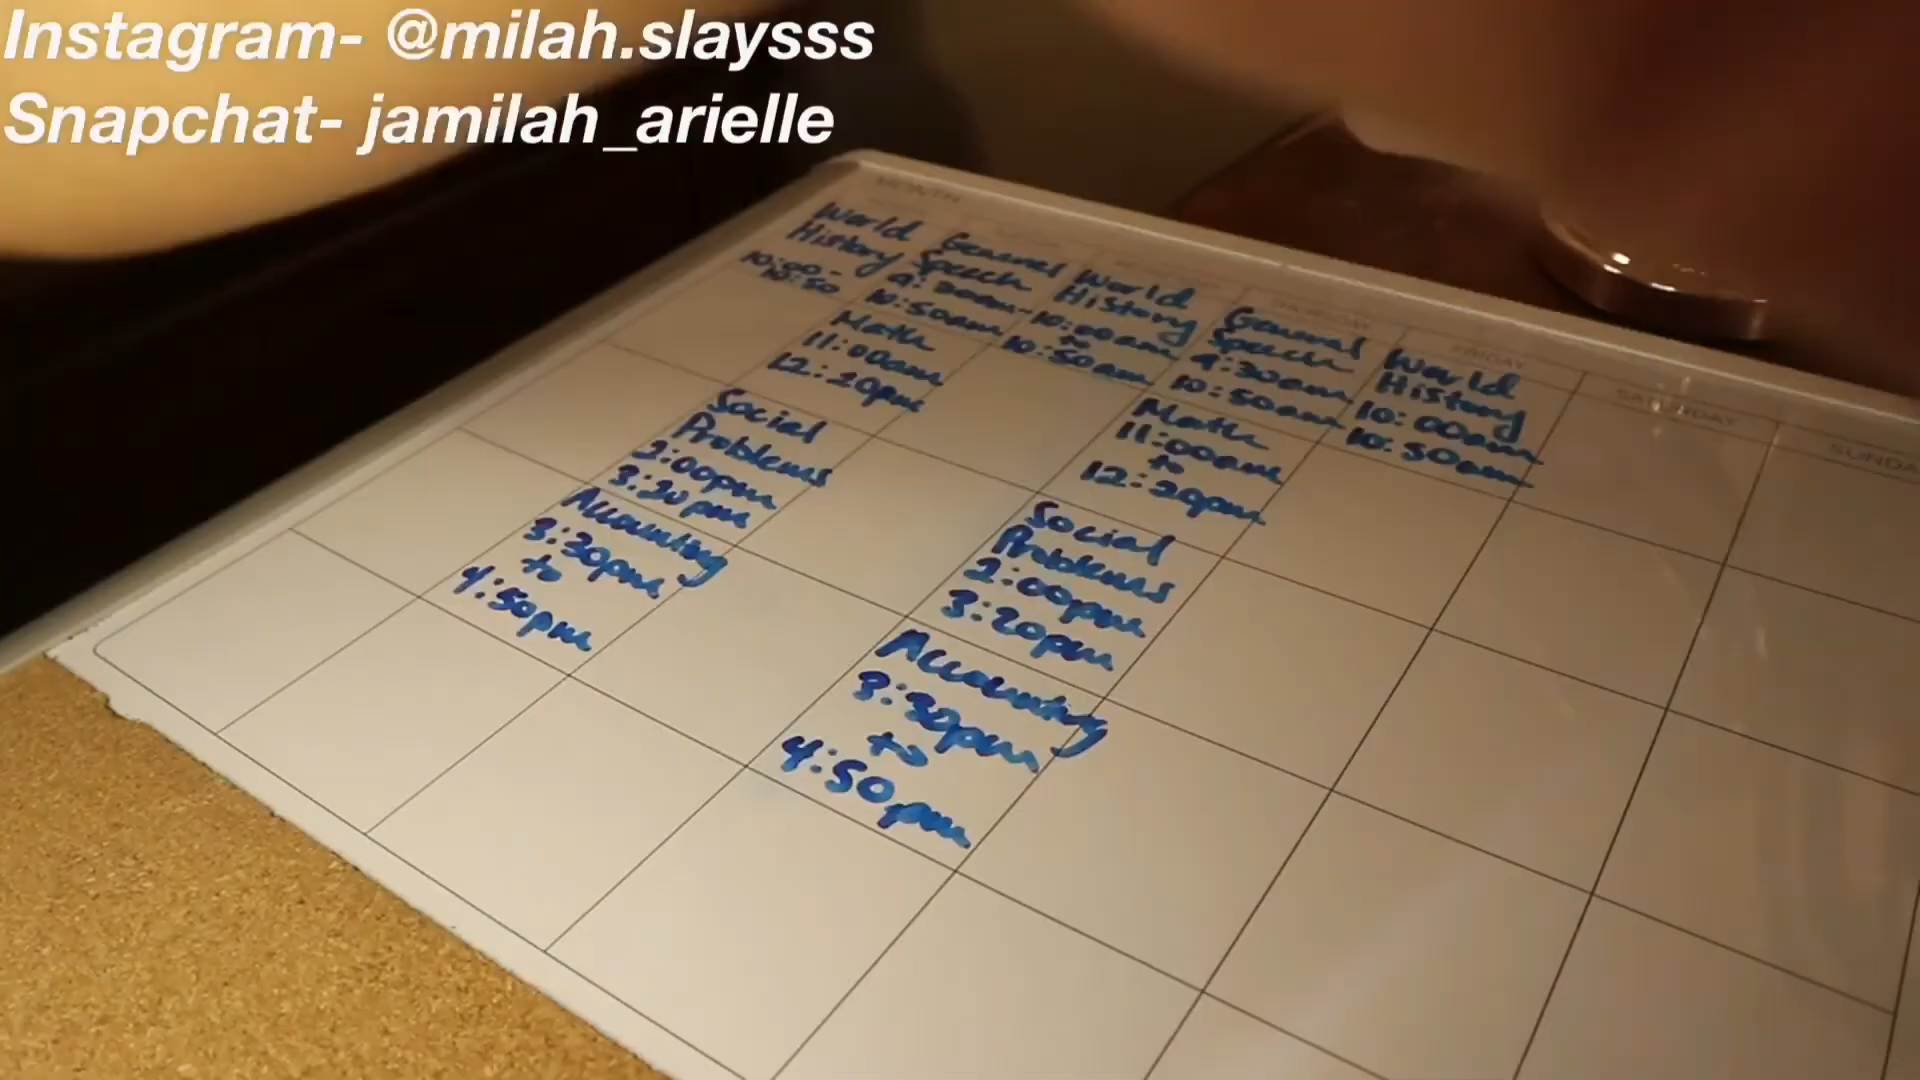 Instagram- @milah.slaysss
Snapchat- jamilah_arielle
MONTH
FRIDAY
SATURDAY
World
History
10:00-
10:50
General
Speech
10:50am
Math
11:00am
12:20pm
Social
Problems
2:00pm
3:20pm
Accounting
3:30pm
to
4:50pm
World
History
10:00am
to
10:50am
General
Speech
9:30am
10:50am
Math
11:00am
to
12:20pm
Social
Problems
2:00pm
3:20pm
Accounting
3:30pm
to
4:50pm
World
History
10:00am
10:50am